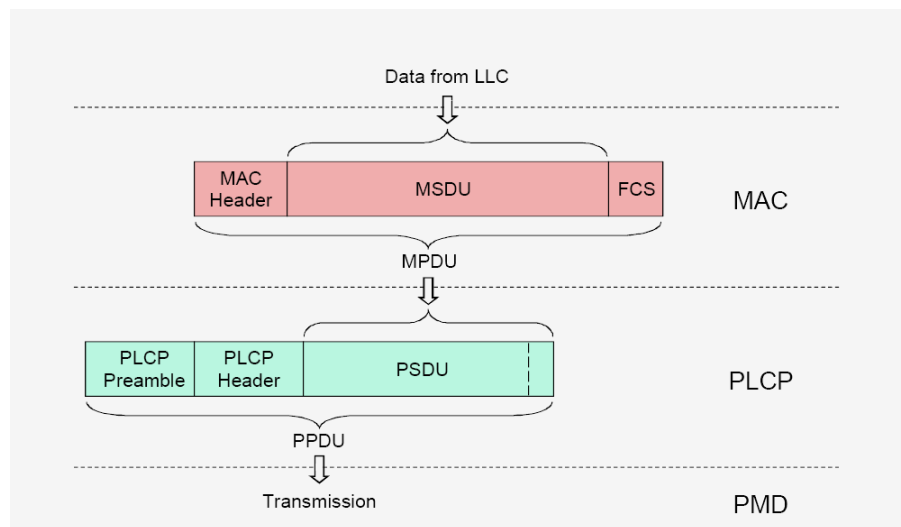 Data from LLC
MAC
Header
MSDU
FCS
MAC
MPDU
PLCP
Preamble
PLCP
Header
PSDU
PLCP
PPDU
Transmission
PMD